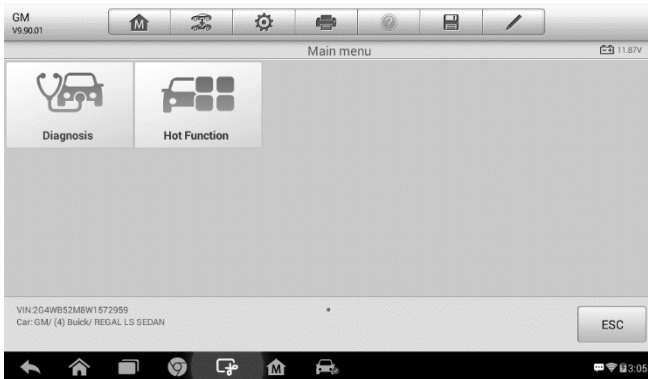 GM
V9.90.01
M
?
Main menu
11.87V
Diagnosis
Hot Function
VIN:2G4WB52M8W1572959
Car: GM/ (4) Buick/ REGAL LS SEDAN
ESC
M
3:05